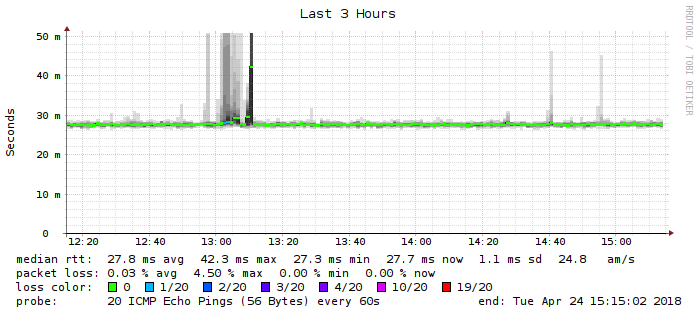 Last 3 Hours
RRDTOOL / TOBI OETIKER
Seconds
50 m
40 m
30 m
20 m
10 m
0
12:20 12:40 13:00 13:20 13:40 14:00 14:20 14:40 15:00
median rtt: 27.8 ms avg 42.3 ms max 27.3 ms min 27.7 ms now 1.1 ms sd 24.8 am/s
packet loss: 0.03 % avg 4.50 % max 0.00 % min 0.00 % now
loss color: 0 1/20 2/20 3/20 4/20 10/20 19/20
probe: 20 ICMP Echo Pings (56 Bytes) every 60s end: Tue Apr 24 15:15:02 2018